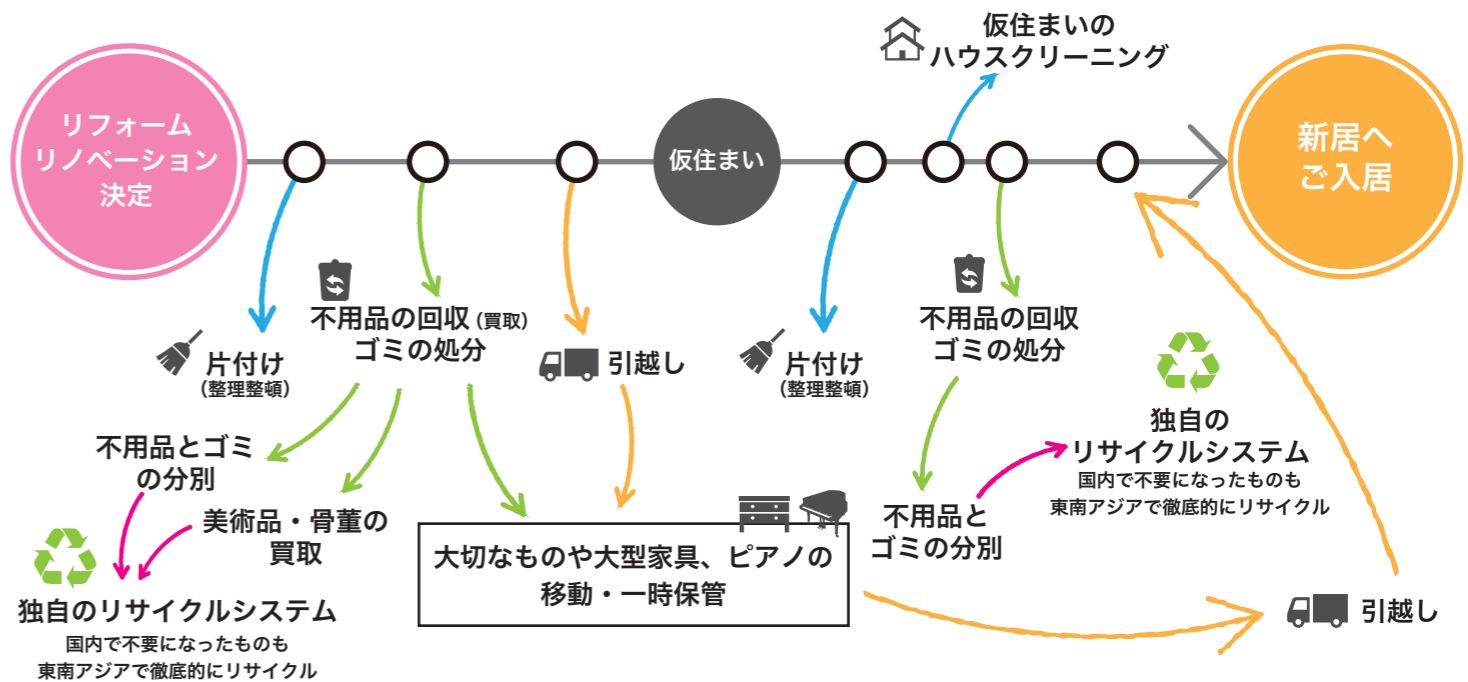 リフォーム
リノベーション
決定
仮住まい
仮住まいの
ハウスクリーニング
新居へ
ご入居
片付け
(整理整頓)
不用品の回収(買取)
ゴミの処分
引越し
片付け
(整理整頓)
不用品の回収
ゴミの処分
不用品とゴミ
の分別
美術品・骨董の
買取
独自のリサイクルシステム
国内で不要になったものも
東南アジアで徹底的にリサイクル
大切なものや大型家具、ピアノの
移動・一時保管
不用品と
ゴミの分別
独自の
リサイクルシステム
国内で不要になったものも
東南アジアで徹底的にリサイクル
引越し